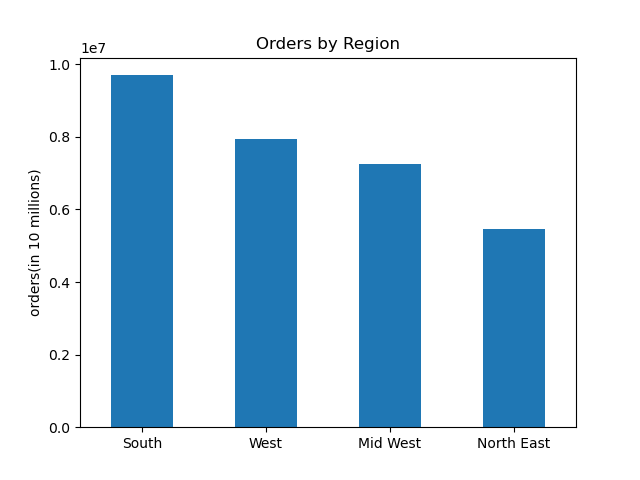 Orders by Region
1e7
1.0
0.8
0.6
0.4
0.2
0.0
orders(in 10 millions)
South
West
Mid West
North East